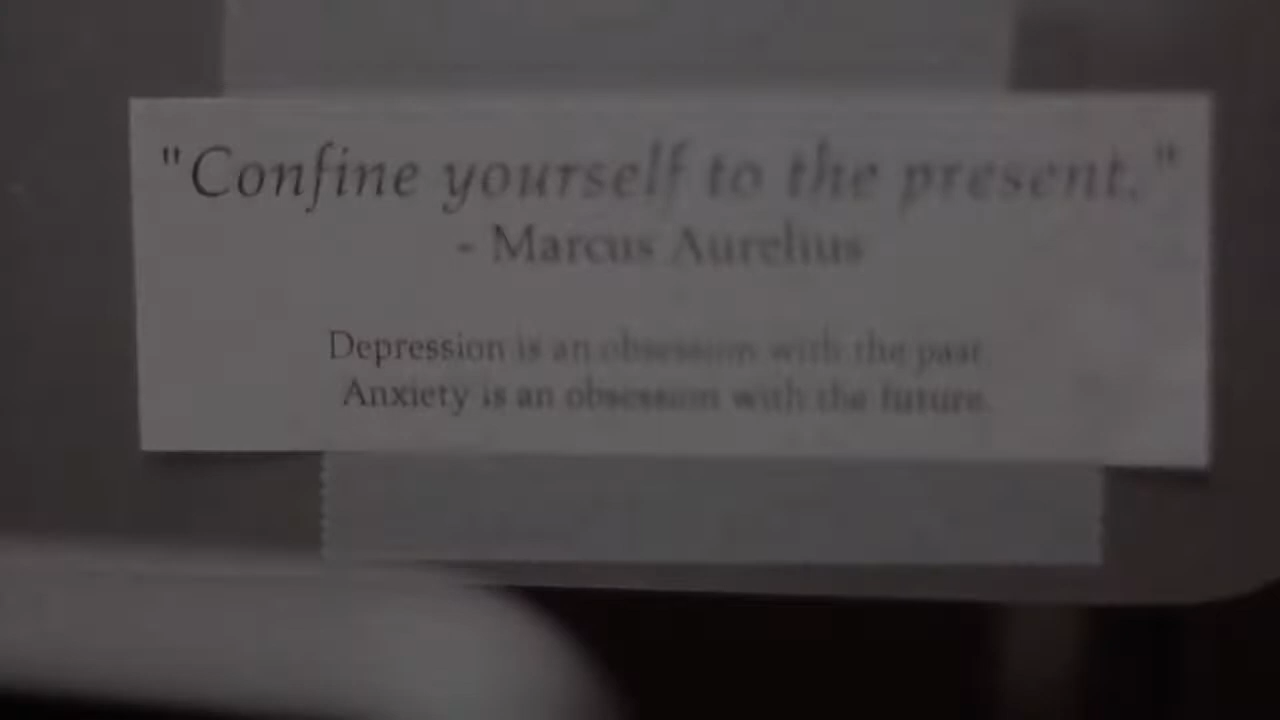 "Confine yourself to the present."
- Marcus Aurelius
Depression is an obsession with the past.
Anxiety is an obsession with the future.